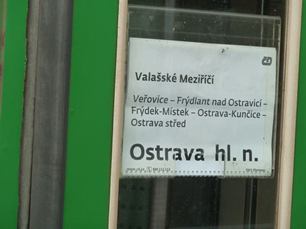 Valašské Meziříčí
Veřovice – Frýdlant nad Ostravicí –
Frýdek-Místek – Ostrava-Kunčice –
Ostrava střed
Ostrava hl. n.